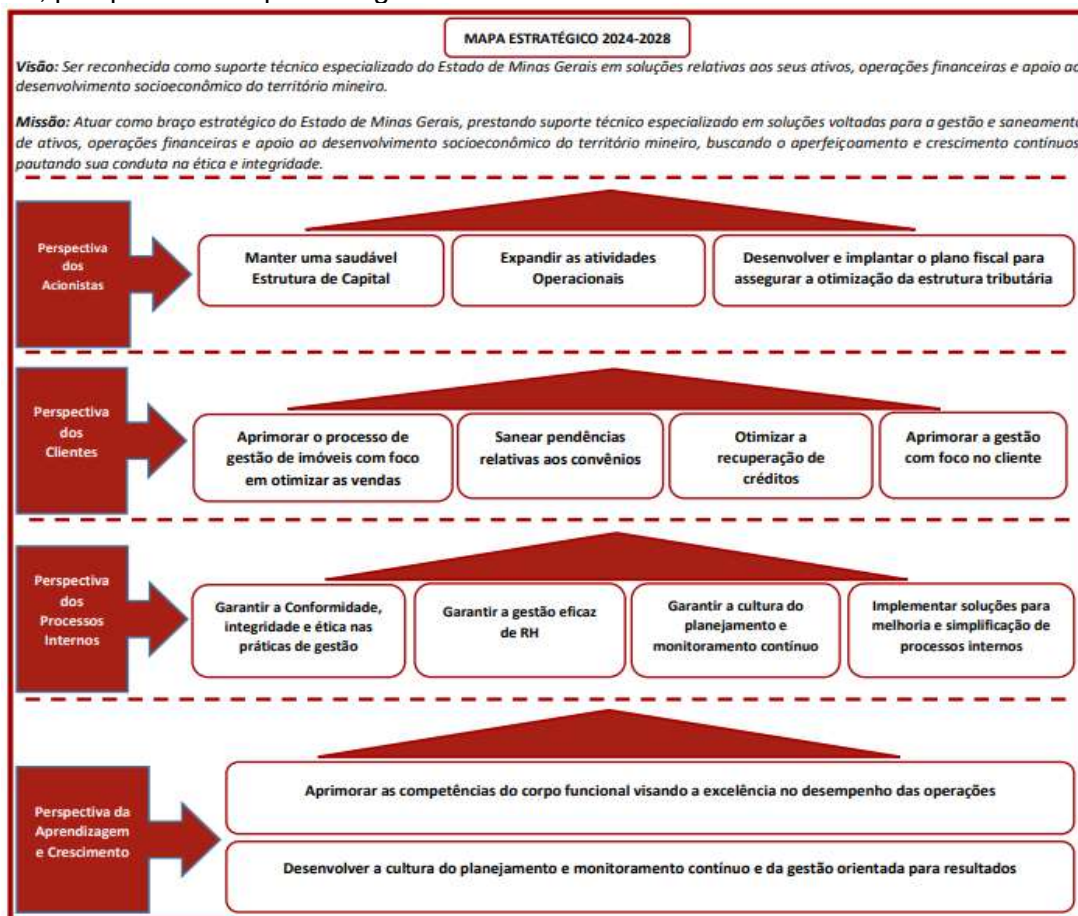 MAPA ESTRATÉGICO 2024-2028
Visão: Ser reconhecida como suporte técnico especializado do Estado de Minas Gerais em soluções relativas aos seus ativos, operações financeiras e apoio ao
desenvolvimento socioeconômico do território mineiro.
Missão: Atuar como braço estratégico do Estado de Minas Gerais, prestando suporte técnico especializado em soluções voltadas para a gestão e saneamento
de ativos, operações financeiras e apoio ao desenvolvimento socioeconômico do território mineiro, buscando o aperfeiçoamento e crescimento contínuos
pautando sua conduta na ética e integridade.
Perspectiva
dos
Acionistas
Manter uma saudável
Estrutura de Capital
Expandir as atividades
Operacionais
Desenvolver e implantar o plano fiscal para
assegurar a otimização da estrutura tributária
Perspectiva
dos
Clientes
Aprimorar o processo de
gestão de imóveis com foco
em otimizar as vendas
Sanear pendências
relativas aos convênios
Otimizar a
recuperação de
créditos
Aprimorar a gestão
com foco no cliente
Perspectiva
dos
Processos
Internos
Garantir a Conformidade,
integridade e ética nas
práticas de gestão
Garantir a gestão eficaz
de RH
Garantir a cultura do
planejamento e
monitoramento contínuo
Implementar soluções para
melhoria e simplificação de
processos internos
Perspectiva da
Aprendizagem
e Crescimento
Aprimorar as competências do corpo funcional visando a excelência no desempenho das operações
Desenvolver a cultura do planejamento e monitoramento contínuo e da gestão orientada para resultados